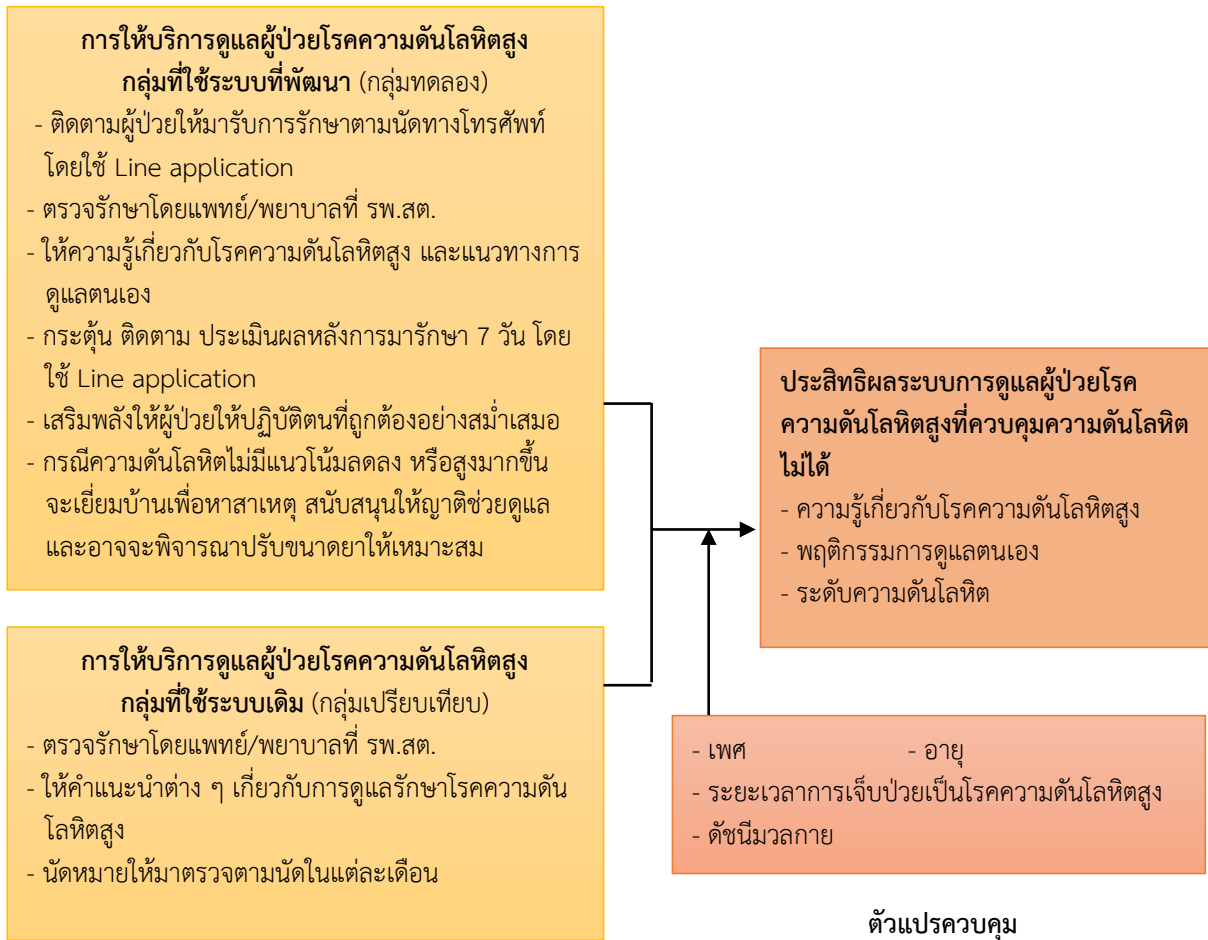 การให้บริการดูแลผู้ป่วยโรคความดันโลหิตสูง
กลุ่มที่ใช้ระบบที่พัฒนา (กลุ่มทดลอง)
- ติดตามผู้ป่วยให้มารับการรักษาตามนัดทางโทรศัพท์
โดยใช้ Line application
- ตรวจรักษาโดยแพทย์/พยาบาลที่ รพ.สต.
- ให้ความรู้เกี่ยวกับโรคความดันโลหิตสูง และแนวทางการ
ดูแลตนเอง
- กระตุ้น ติดตาม ประเมินผลหลังการมารักษา 7 วัน โดย
ใช้ Line application
- เสริมพลังให้ผู้ป่วยให้ปฏิบัติตนที่ถูกต้องอย่างสม่ำเสมอ
- กรณีความดันโลหิตไม่มีแนวโน้มลดลง หรือสูงมากขึ้น
จะเยี่ยมบ้านเพื่อหาสาเหตุ สนับสนุนให้ญาติช่วยดูแล
และอาจจะพิจารณาปรับขนาดยาให้เหมาะสม
การให้บริการดูแลผู้ป่วยโรคความดันโลหิตสูง
กลุ่มที่ใช้ระบบเดิม (กลุ่มเปรียบเทียบ)
- ตรวจรักษาโดยแพทย์/พยาบาลที่ รพ.สต.
- ให้คำแนะนำต่าง ๆ เกี่ยวกับการดูแลรักษาโรคความดัน
โลหิตสูง
- นัดหมายให้มาตรวจตามนัดในแต่ละเดือน
ประสิทธิผลระบบการดูแลผู้ป่วยโรค
ความดันโลหิตสูงที่ควบคุมความดันโลหิต
ไม่ได้
- ความรู้เกี่ยวกับโรคความดันโลหิตสูง
- พฤติกรรมการดูแลตนเอง
- ระดับความดันโลหิต
- เพศ - อายุ
- ระยะเวลาการเจ็บป่วยเป็นโรคความดันโลหิตสูง
- ดัชนีมวลกาย
ตัวแปรควบคุม